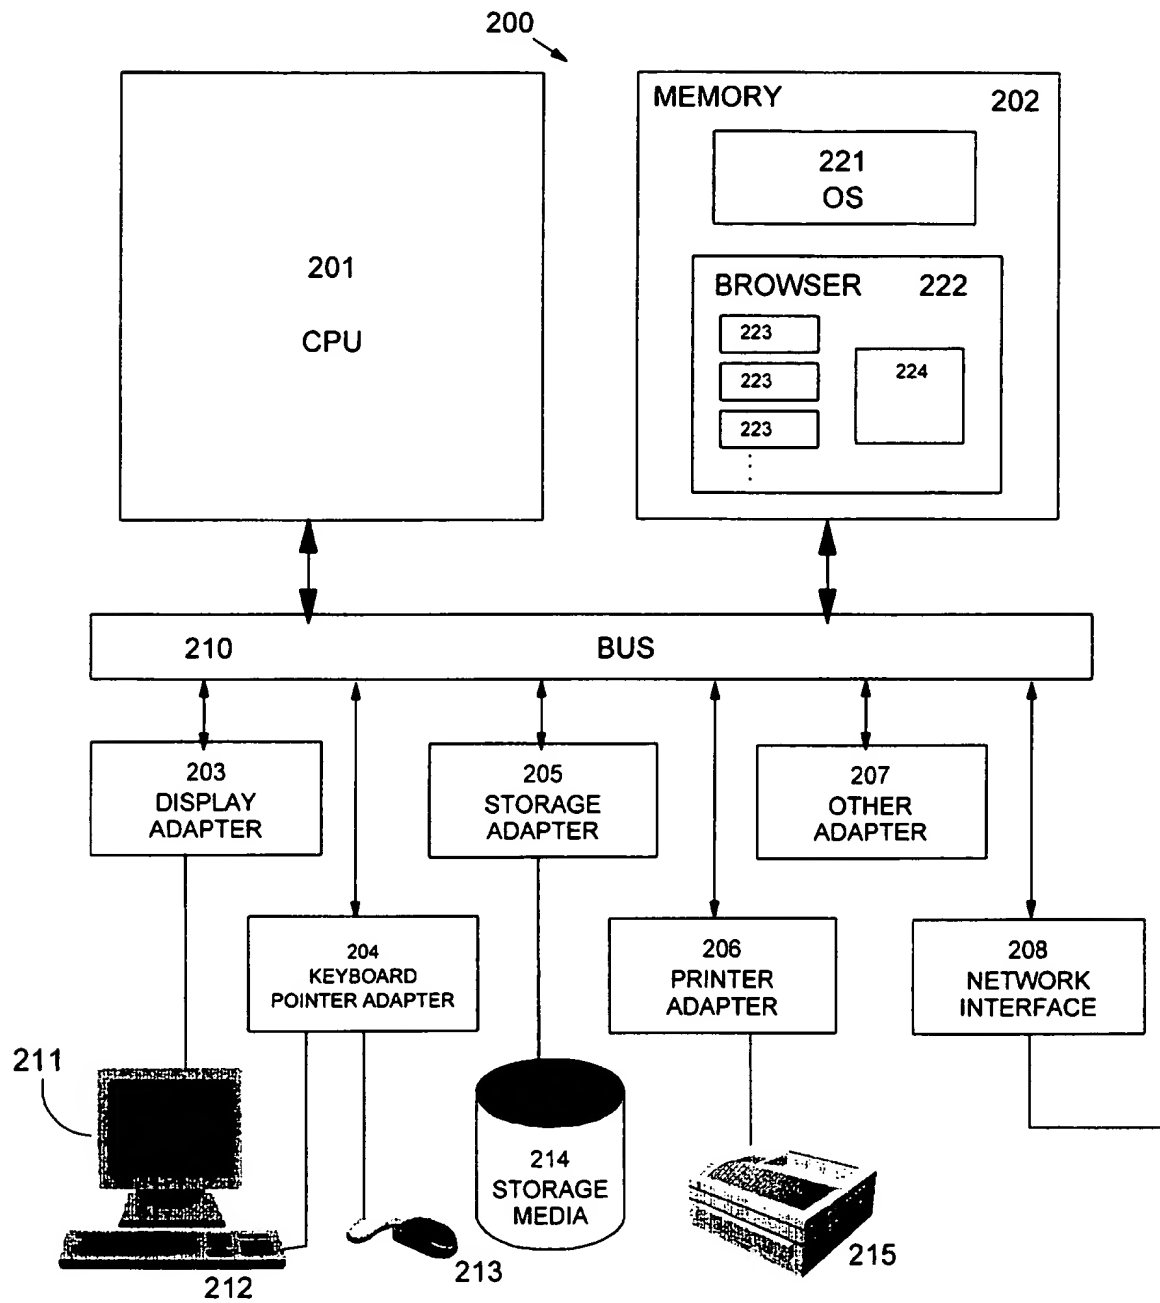 200
201
CPU
MEMORY 202
221
OS
BROWSER 222
223
223
223
224
210 BUS
203
DISPLAY
ADAPTER
205
STORAGE
ADAPTER
207
OTHER
ADAPTER
204
KEYBOARD
POINTER ADAPTER
206
PRINTER
ADAPTER
208
NETWORK
INTERFACE
211
212
213
214
STORAGE
MEDIA
215